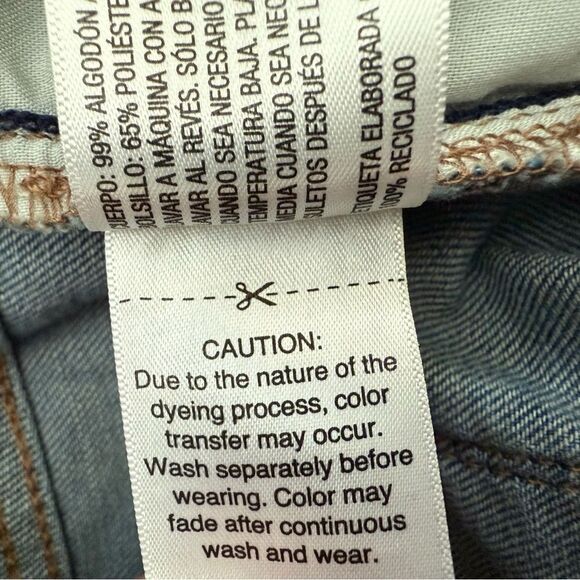 CUERPO: 99% ALGODÓN
BOLSILLO: 65% POLIÉSTE
LAVAR A MÁQUINA CON A
LAVAR AL REVÉS. SÓLO B
CUANDO SEA NECESARIO
TEMPERATURA BAJA. PL
MEDIA CUANDO SEA NEC
SULETOS DESPUÉS DE L
ETIQUETA ELABORADA
100% RECICLADO
CAUTION:
Due to the nature of the
dyeing process, color
transfer may occur.
Wash separately before
wearing. Color may
fade after continuous
wash and wear.